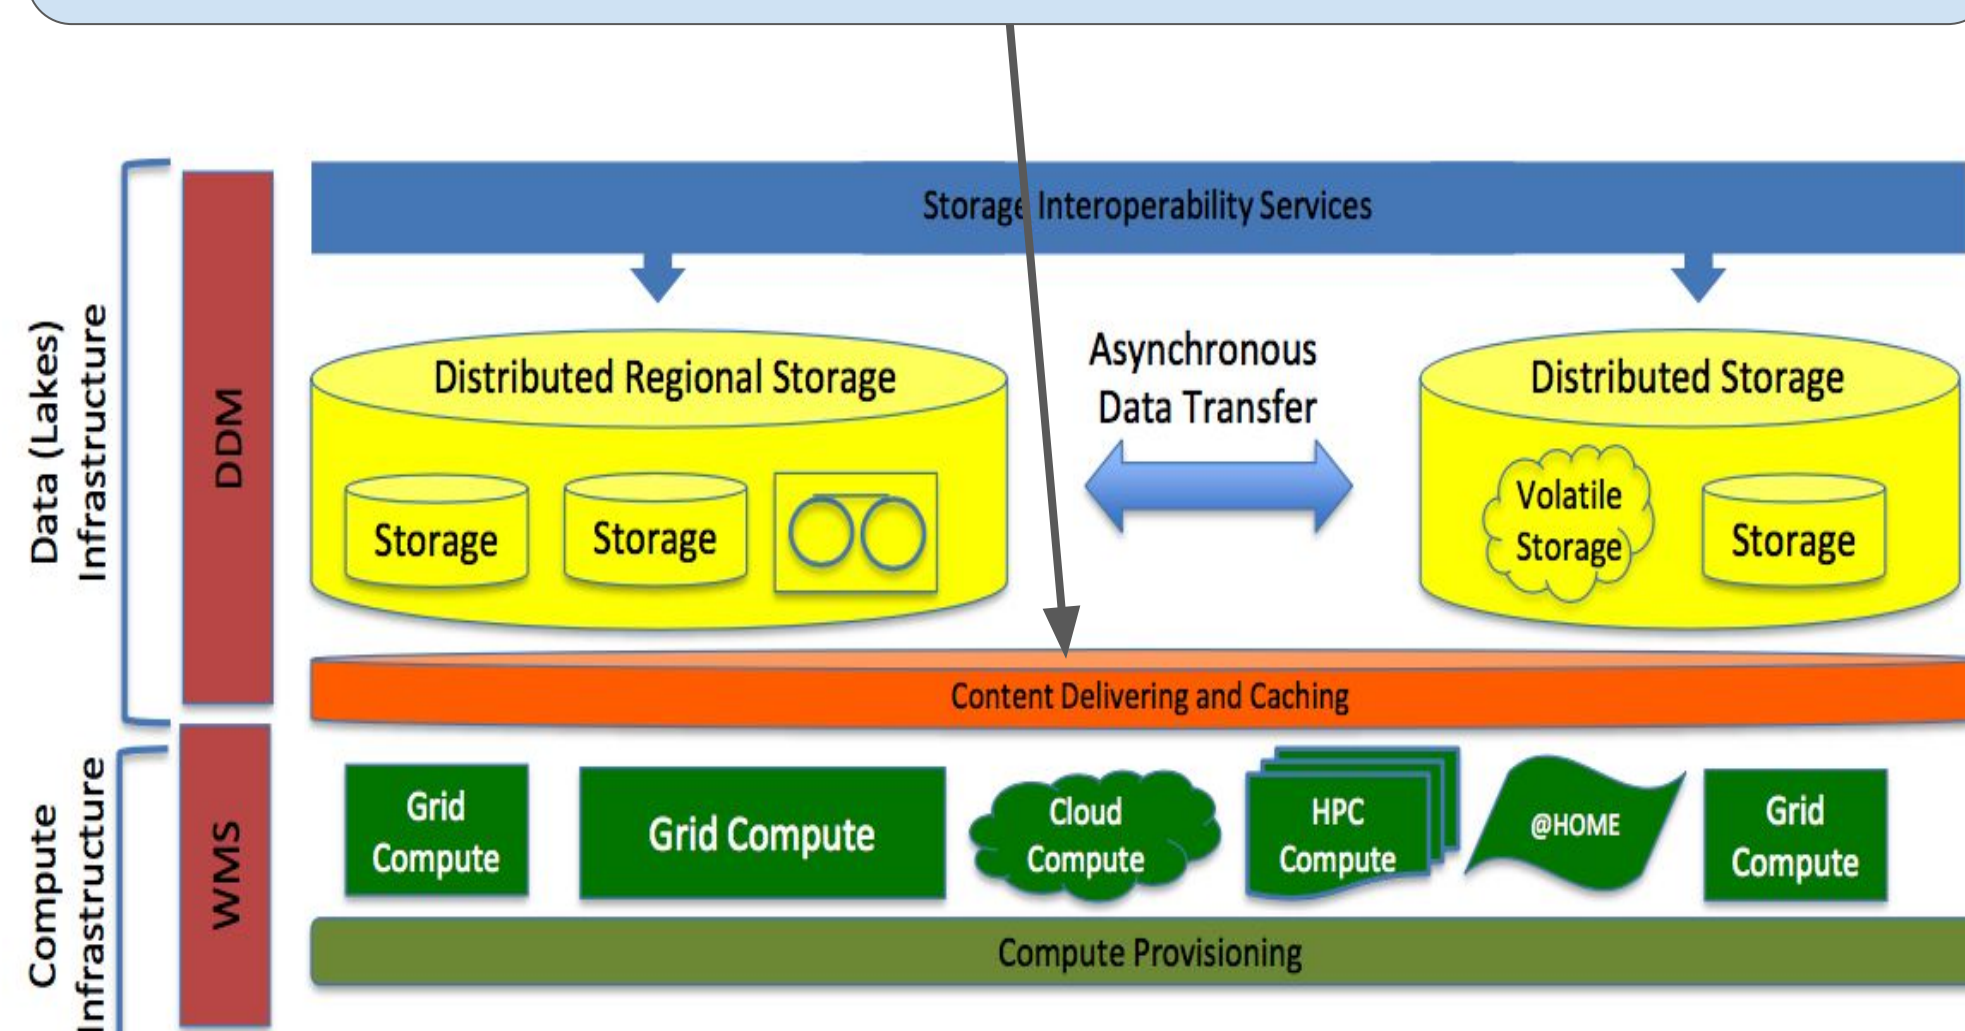 Data (Lakes)
Infrastructure
DDM
Storage Interoperability Services
Distributed Regional Storage
Storage
Storage
Asynchronous
Data Transfer
Distributed Storage
Volatile
Storage
Storage
Content Delivering and Caching
Compute
Infrastructure
WMS
Grid
Compute
Grid Compute
Cloud
Compute
HPC
Compute
@HOME
Grid
Compute
Compute Provisioning